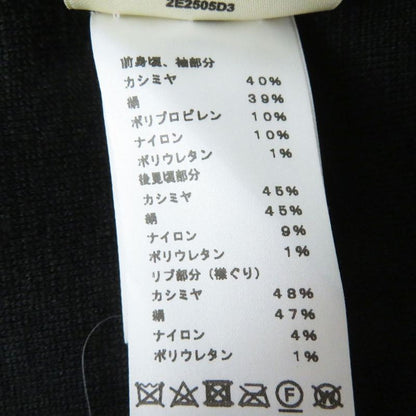 2E2505D3
前身頃、袖部分
カシミヤ 40%
絹 39%
ポリプロピレン 10%
ナイロン 10%
ポリウレタン 1%
後見頃部分
カシミヤ 45%
絹 45%
ナイロン 9%
ポリウレタン 1%
リブ部分（襟ぐり）
カシミヤ 48%
絹 47%
ナイロン 4%
ポリウレタン 1%
F W